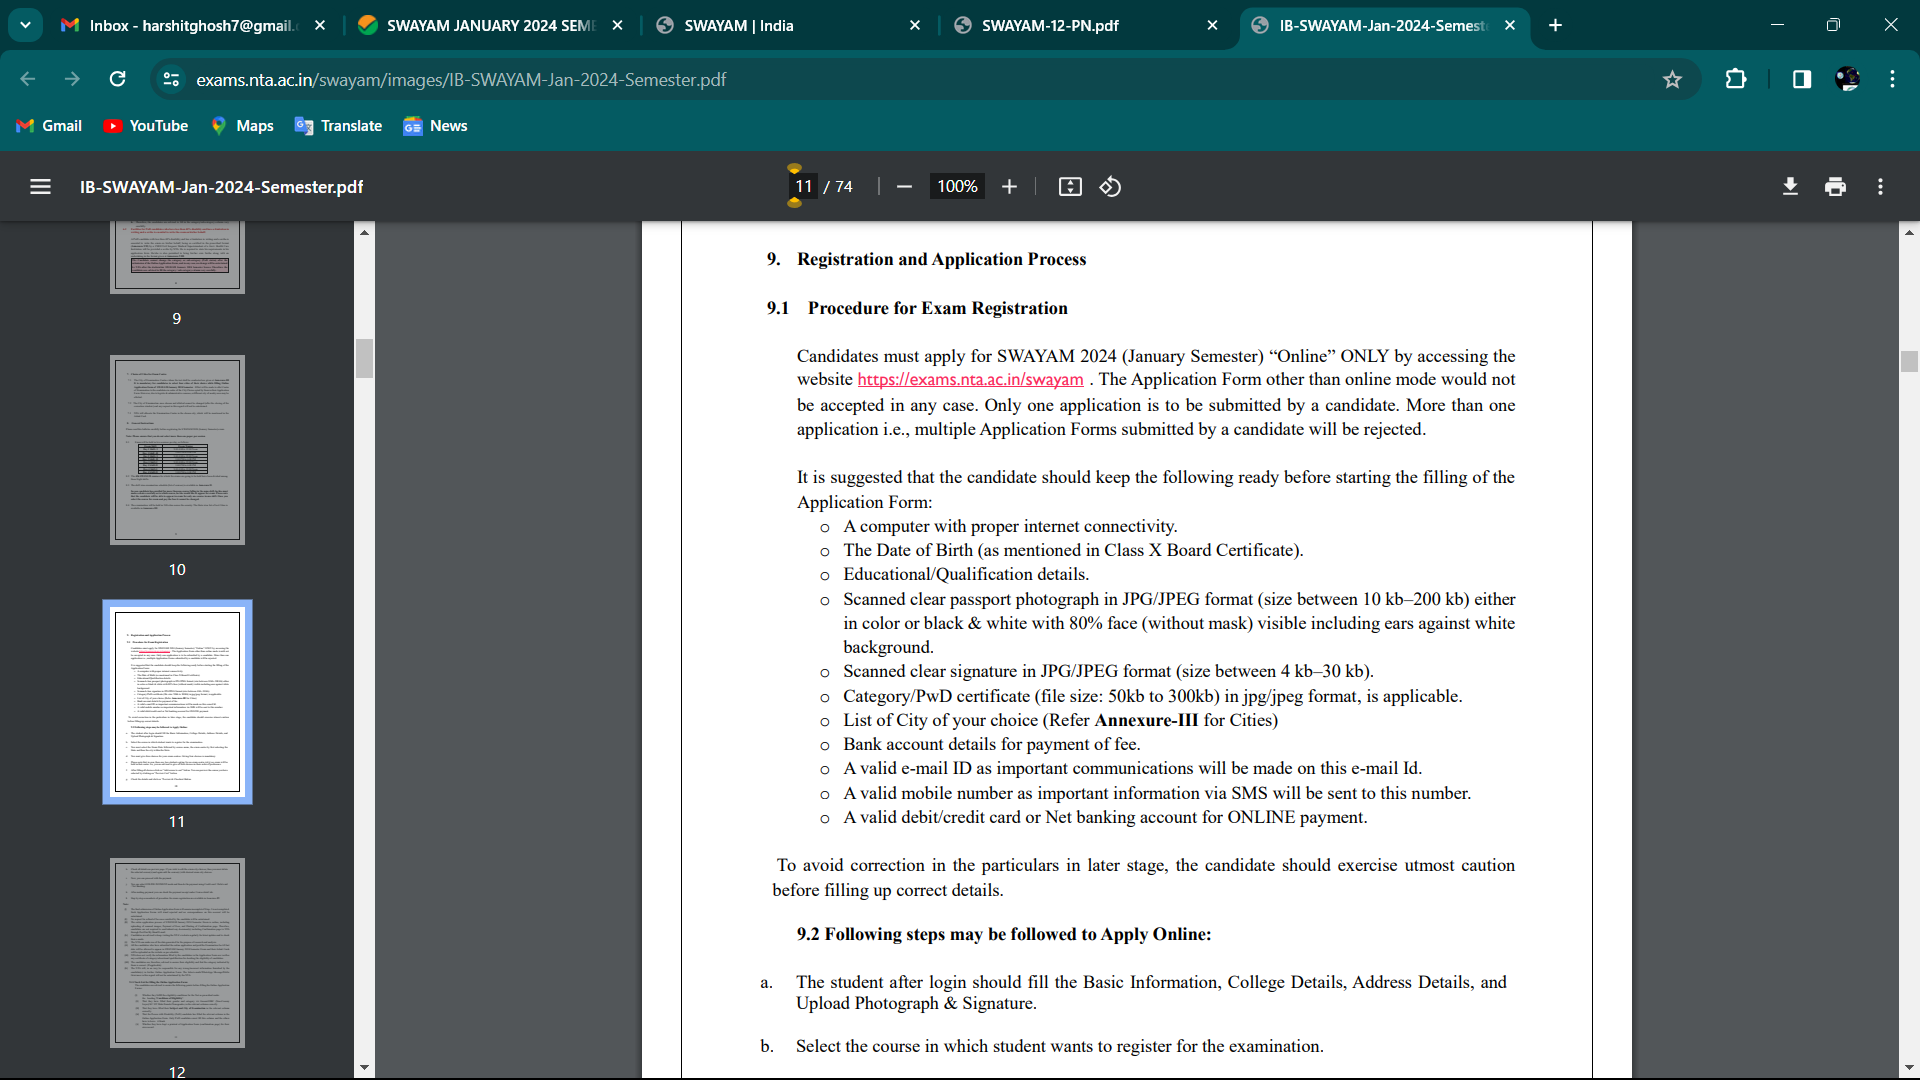 Inbox - harshitghosh7@gmail.
SWAYAM JANUARY 2024 SEME
SWAYAM | India
SWAYAM-12-PN.pdf
IB-SWAYAM-Jan-2024-Semest
exams.nta.ac.in/swayam/images/IB-SWAYAM-Jan-2024-Semester.pdf
Gmail YouTube Maps Translate News
IB-SWAYAM-Jan-2024-Semester.pdf
11 / 74
100%
9
10
11
12
9. Registration and Application Process
9.1 Procedure for Exam Registration
Candidates must apply for SWAYAM 2024 (January Semester) “Online” ONLY by accessing the
website https://exams.nta.ac.in/swayam . The Application Form other than online mode would not
be accepted in any case. Only one application is to be submitted by a candidate. More than one
application i.e., multiple Application Forms submitted by a candidate will be rejected.
It is suggested that the candidate should keep the following ready before starting the filling of the
Application Form:
o A computer with proper internet connectivity.
o The Date of Birth (as mentioned in Class X Board Certificate).
o Educational/Qualification details.
o Scanned clear passport photograph in JPG/JPEG format (size between 10 kb–200 kb) either
in color or black & white with 80% face (without mask) visible including ears against white
background.
o Scanned clear signature in JPG/JPEG format (size between 4 kb–30 kb).
o Category/PwD certificate (file size: 50kb to 300kb) in jpg/jpeg format, is applicable.
o List of City of your choice (Refer Annexure-III for Cities)
o Bank account details for payment of fee.
o A valid e-mail ID as important communications will be made on this e-mail Id.
o A valid mobile number as important information via SMS will be sent to this number.
o A valid debit/credit card or Net banking account for ONLINE payment.
To avoid correction in the particulars in later stage, the candidate should exercise utmost caution
before filling up correct details.
9.2 Following steps may be followed to Apply Online:
a. The student after login should fill the Basic Information, College Details, Address Details, and
Upload Photograph & Signature.
b. Select the course in which student wants to register for the examination.